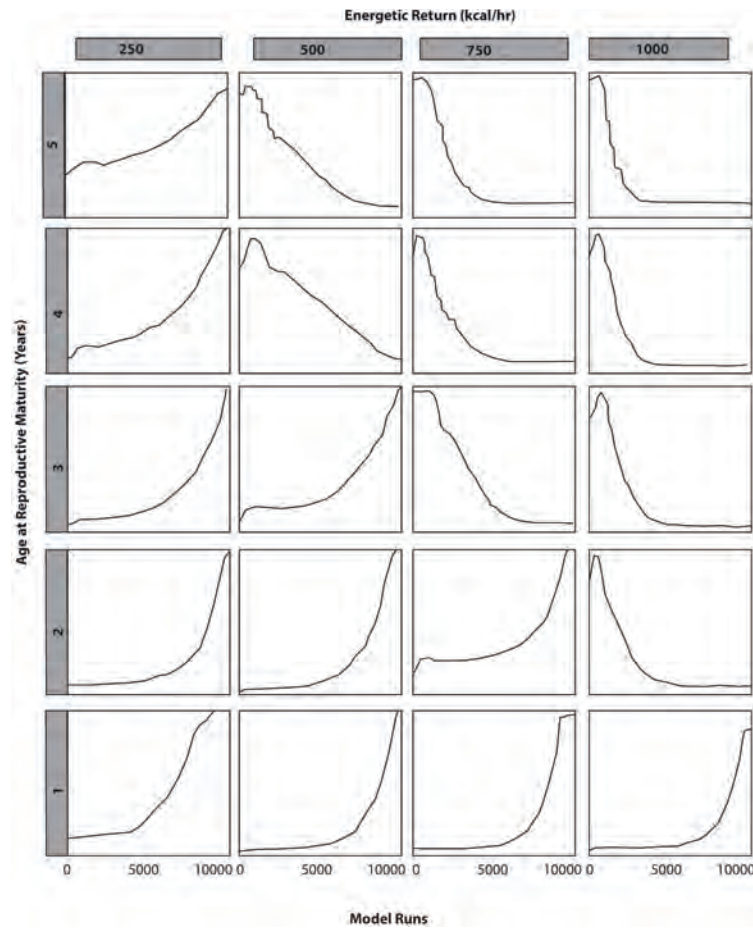 Energetic Return (kcal/hr)
250 500 750 1000
Age at Reproductive Maturity (Years)
5
4
3
2
1
0 5000 10000 0 5000 10000 0 5000 10000 0 5000 10000
Model Runs